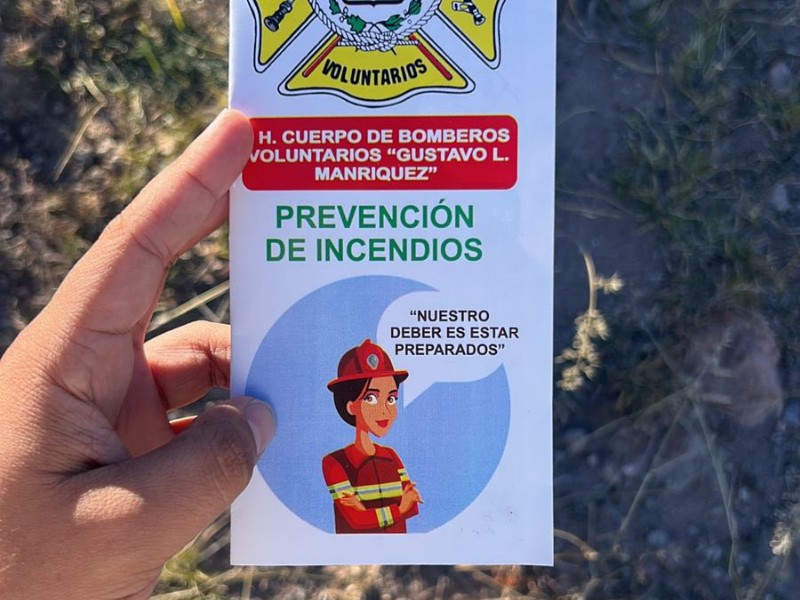 VOLUNTARIOS
H. CUERPO DE BOMBEROS
VOLUNTARIOS "GUSTAVO L.
MANRIQUEZ"
PREVENCIÓN
DE INCENDIOS
"NUESTRO
DEBER ES ESTAR
PREPARADOS"